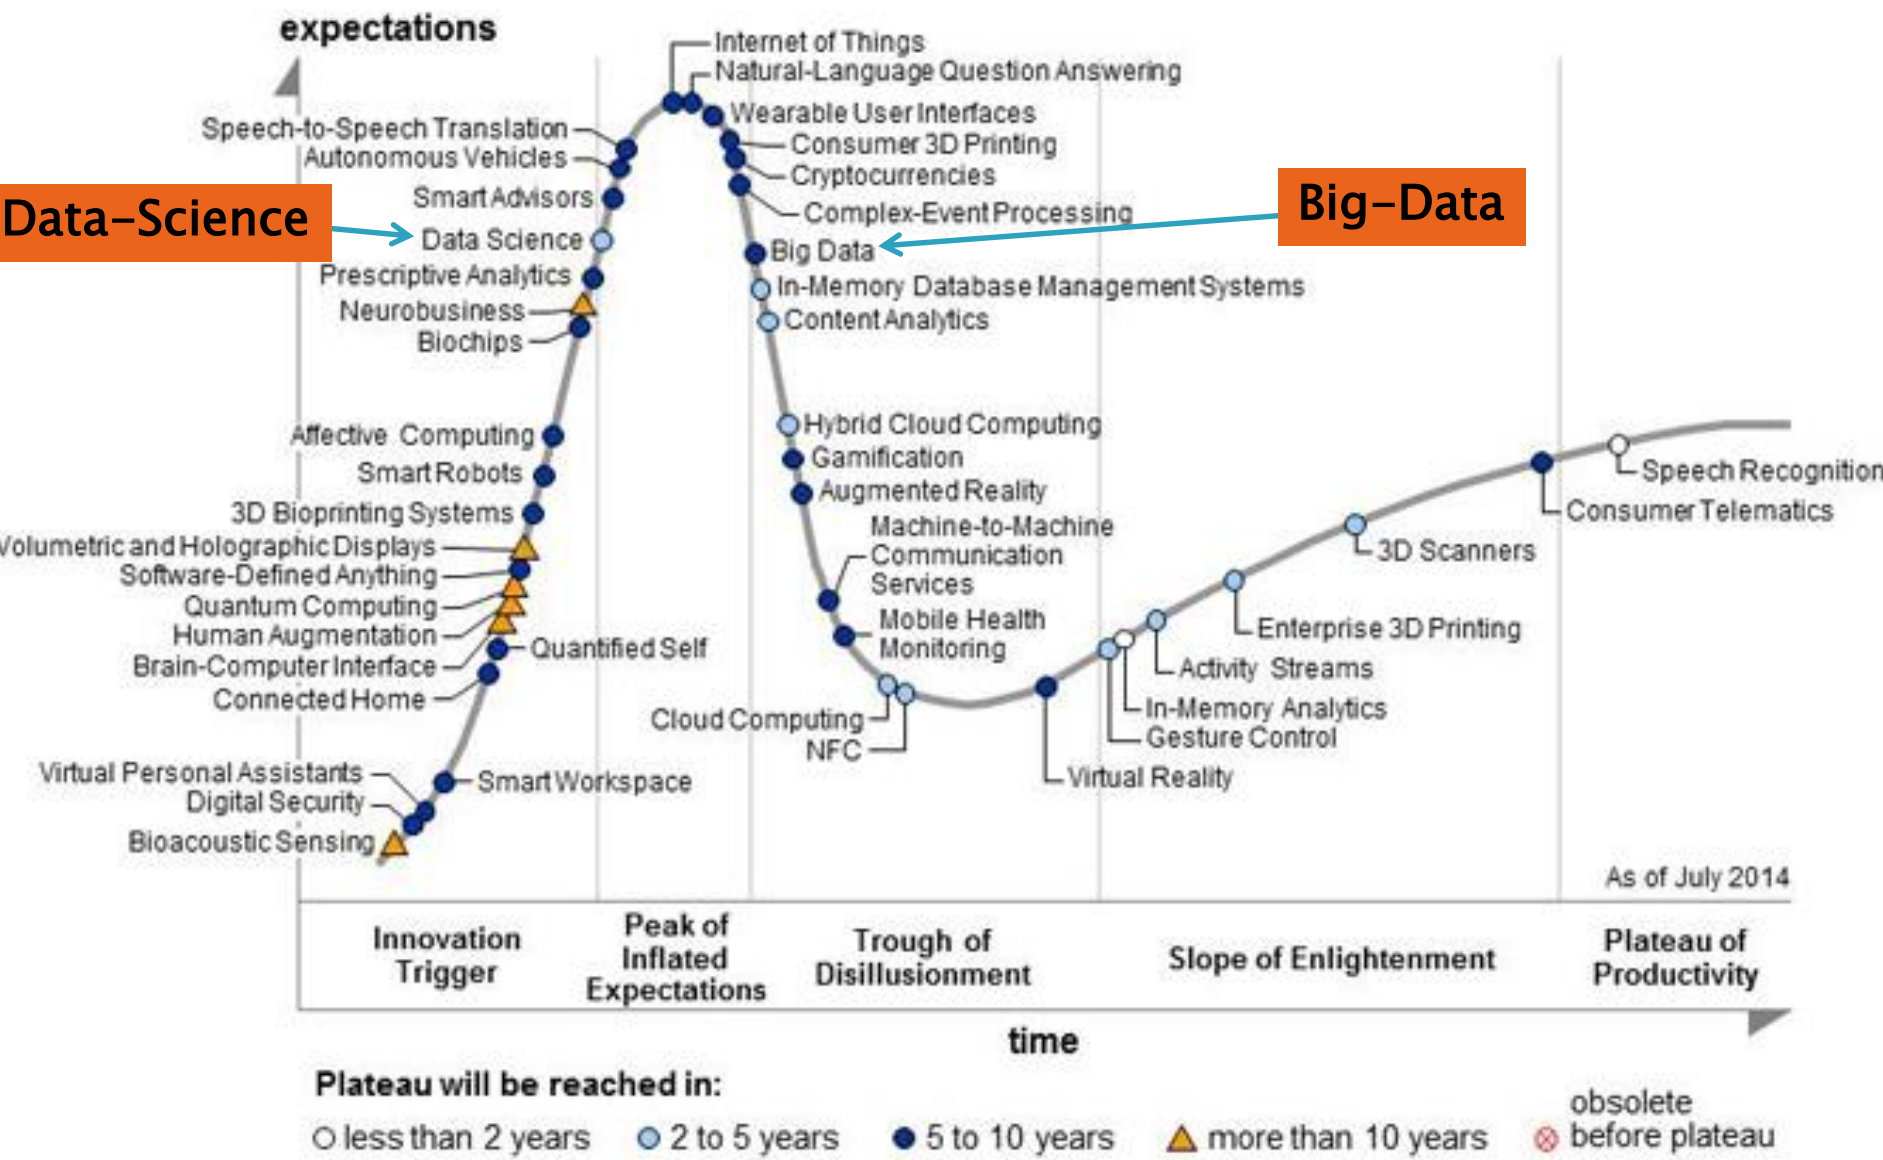 expectations
Internet of Things
Natural-Language Question Answering
Wearable User Interfaces
Speech-to-Speech Translation
Consumer 3D Printing
Autonomous Vehicles
Cryptocurrencies
Smart Advisors
Complex-Event Processing
Data-Science
Big-Data
Data Science
Big Data
Prescriptive Analytics
In-Memory Database Management Systems
Neurobusiness
Content Analytics
Biochips
Affective Computing
Hybrid Cloud Computing
Smart Robots
Gamification
3D Bioprinting Systems
Augmented Reality
Volumetric and Holographic Displays
Machine-to-Machine
Communication
Services
Software-Defined Anything
Quantum Computing
Human Augmentation
Mobile Health
Monitoring
Quantified Self
Brain-Computer Interface
Connected Home
Speech Recognition
Consumer Telematics
3D Scanners
Enterprise 3D Printing
Activity Streams
In-Memory Analytics
Gesture Control
Cloud Computing
NFC
Virtual Reality
Virtual Personal Assistants
Smart Workspace
Digital Security
Bioacoustic Sensing
As of July 2014
Innovation
Trigger
Peak of
Inflated
Expectations
Trough of
Disillusionment
Slope of Enlightenment
Plateau of
Productivity
time
Plateau will be reached in:
less than 2 years
2 to 5 years
5 to 10 years
more than 10 years
obsolete
before plateau